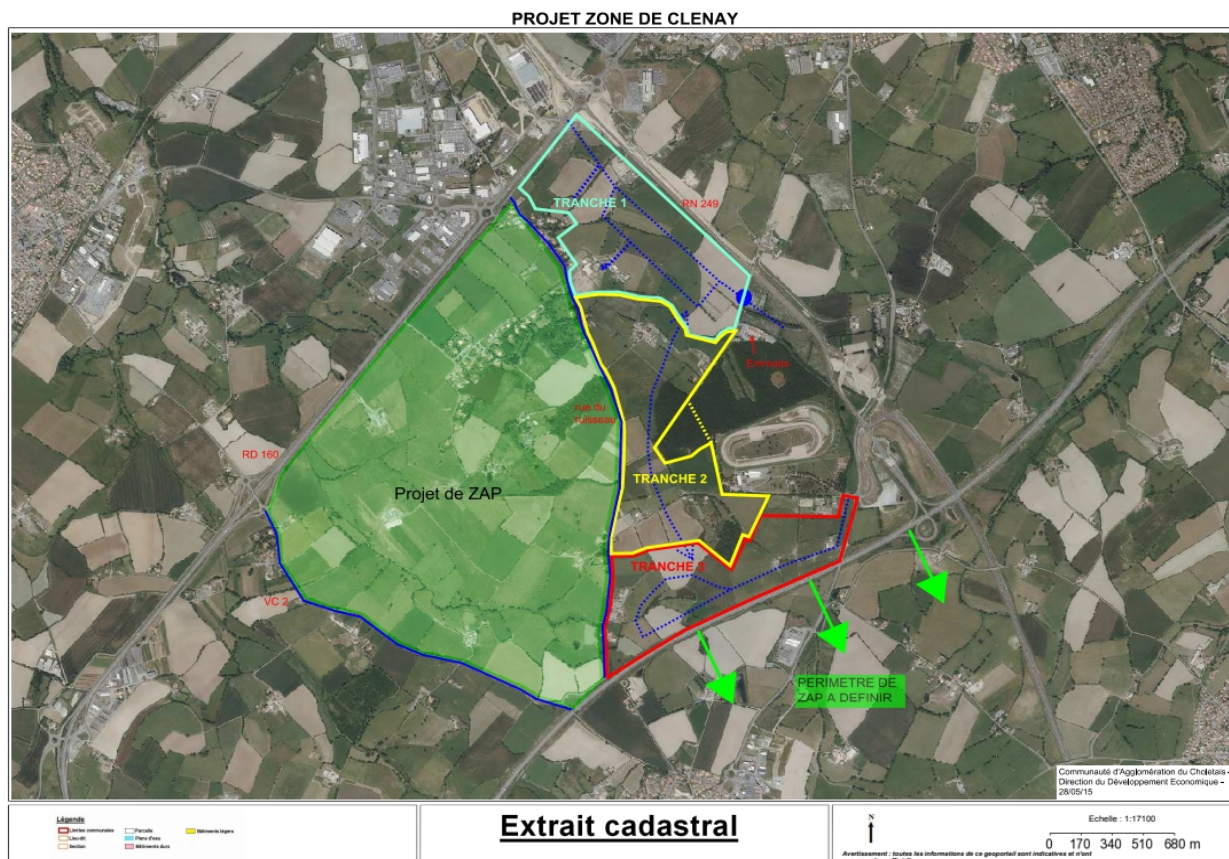 PROJET ZONE DE CLENAY
TRANCHE 1
RN 249
Emmaus
rue du
ruisseau
RD 160
Projet de ZAP
TRANCHE 2
TRANCHE 3
VC 2
PERIMETRE DE
ZAP A DEFINIR
Communauté d'Agglomération du Choletais -
Direction du Développement Economique -
28/05/15
Légende
Limites communales
Parcelle
Bâtiments légers
Lieu-dit
Plans d'eau
Section
Bâtiments durs
Extrait cadastral
N
Echelle : 1:17100
0 170 340 510 680 m
Avertissement : toutes les informations de ce geoportail sont indicatives et n'ont